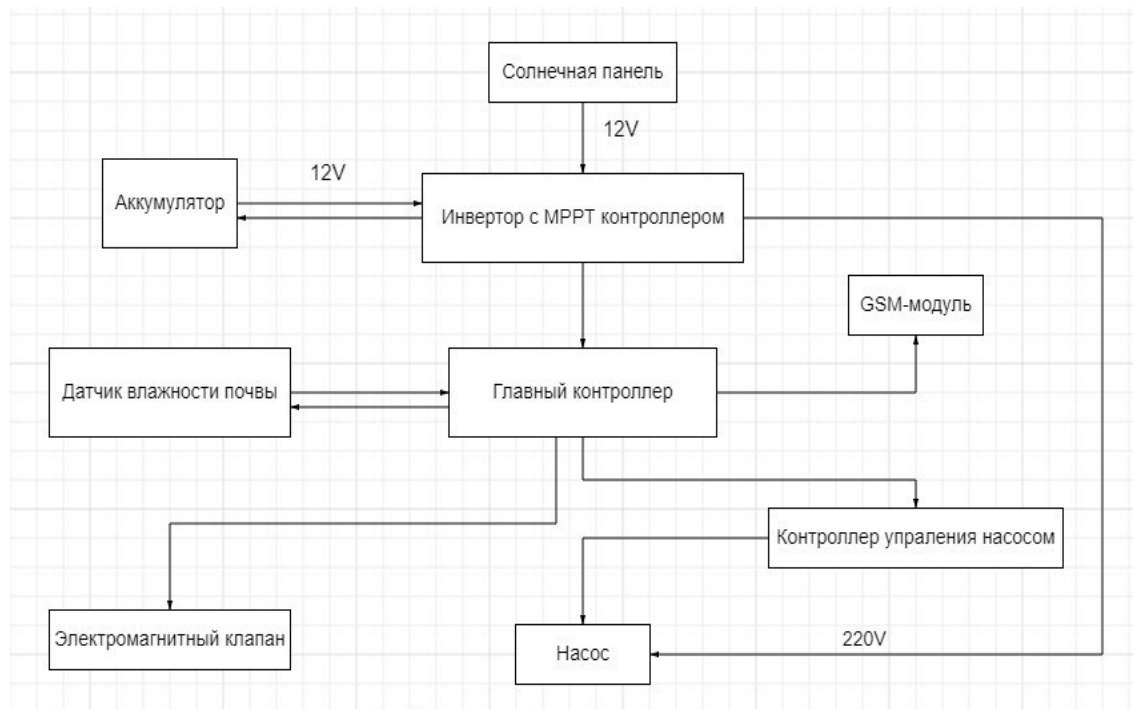 Солнечная панель
12V
12V
Аккумулятор
Инвертор с МРРТ контроллером
GSM-модуль
Датчик влажности почвы
Главный контроллер
Контроллер упраления насосом
Электромагнитный клапан
Насос
220V